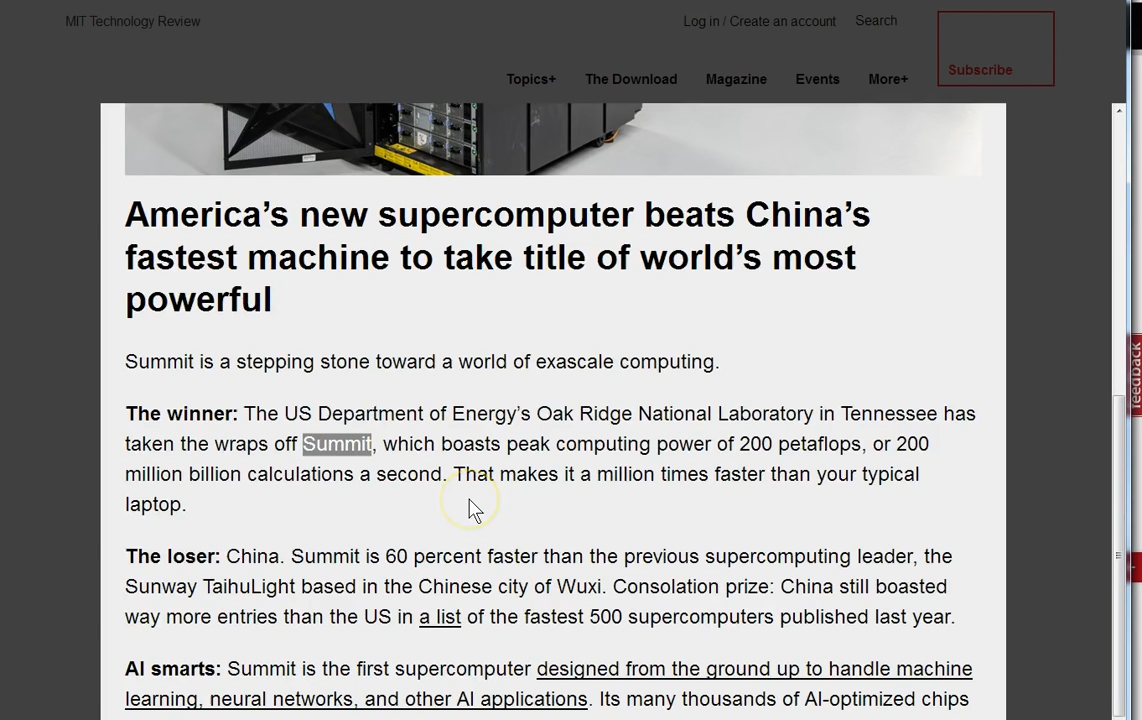 MIT Technology Review
Log in / Create an account Search
Subscribe
Topics+ The Download Magazine Events More+
America’s new supercomputer beats China’s
fastest machine to take title of world’s most
powerful
Summit is a stepping stone toward a world of exascale computing.
The winner: The US Department of Energy’s Oak Ridge National Laboratory in Tennessee has
taken the wraps off Summit, which boasts peak computing power of 200 petaflops, or 200
million billion calculations a second. That makes it a million times faster than your typical
laptop.
feedback
The loser: China. Summit is 60 percent faster than the previous supercomputing leader, the
Sunway TaihuLight based in the Chinese city of Wuxi. Consolation prize: China still boasted
way more entries than the US in a list of the fastest 500 supercomputers published last year.
AI smarts: Summit is the first supercomputer designed from the ground up to handle machine
learning, neural networks, and other AI applications. Its many thousands of AI-optimized chips